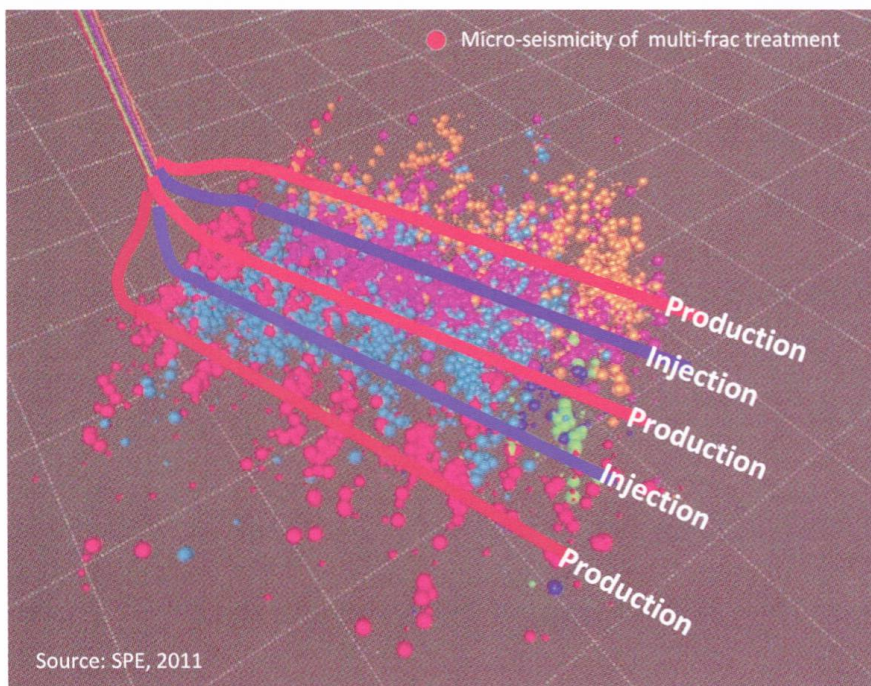 Micro-seismicity of multi-frac treatment
Production
Injection
Production
Injection
Production
Source: SPE, 2011